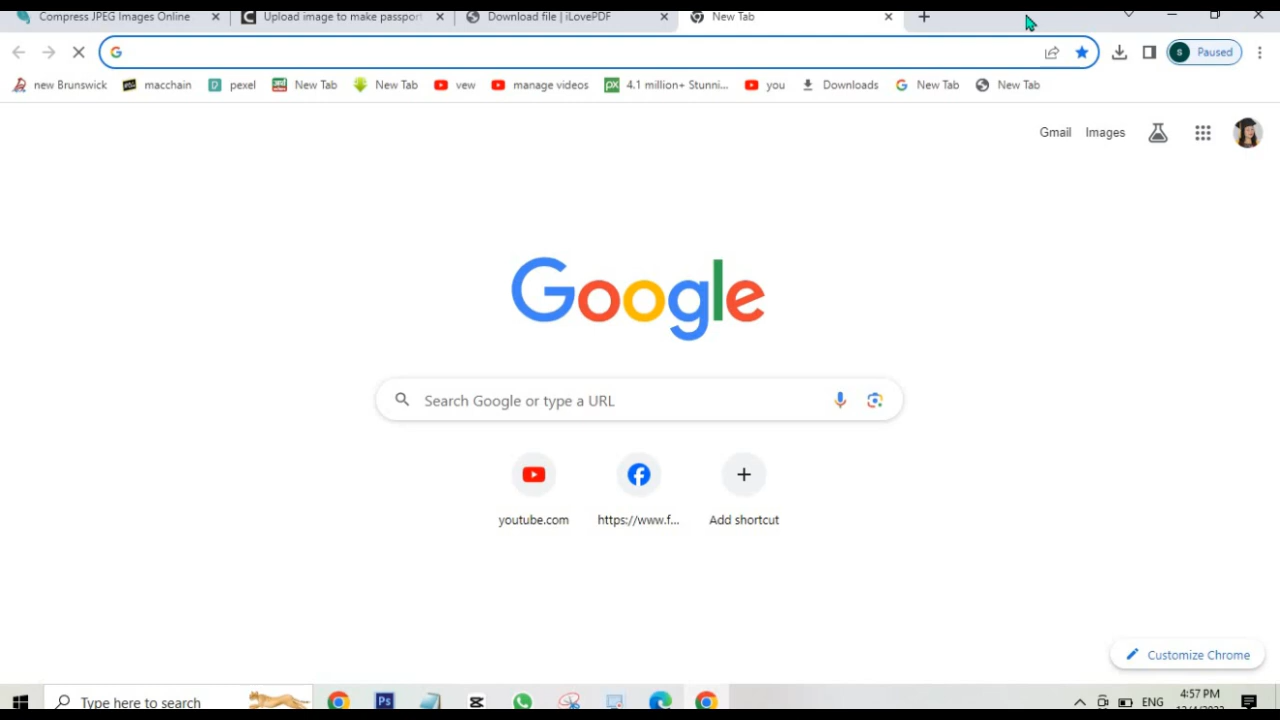 Compress JPEG Images Online
Upload image to make passpor
Download file | iLovePDF
New Tab
S Paused
new Brunswick macchain pexel New Tab New Tab vew manage videos 4.1 million+ Stunni... you Downloads New Tab New Tab
Gmail Images
Google
Search Google or type a URL
youtube.com https://www.f... Add shortcut
Customize Chrome
Type here to search
Ps
ENG
4:57 PM